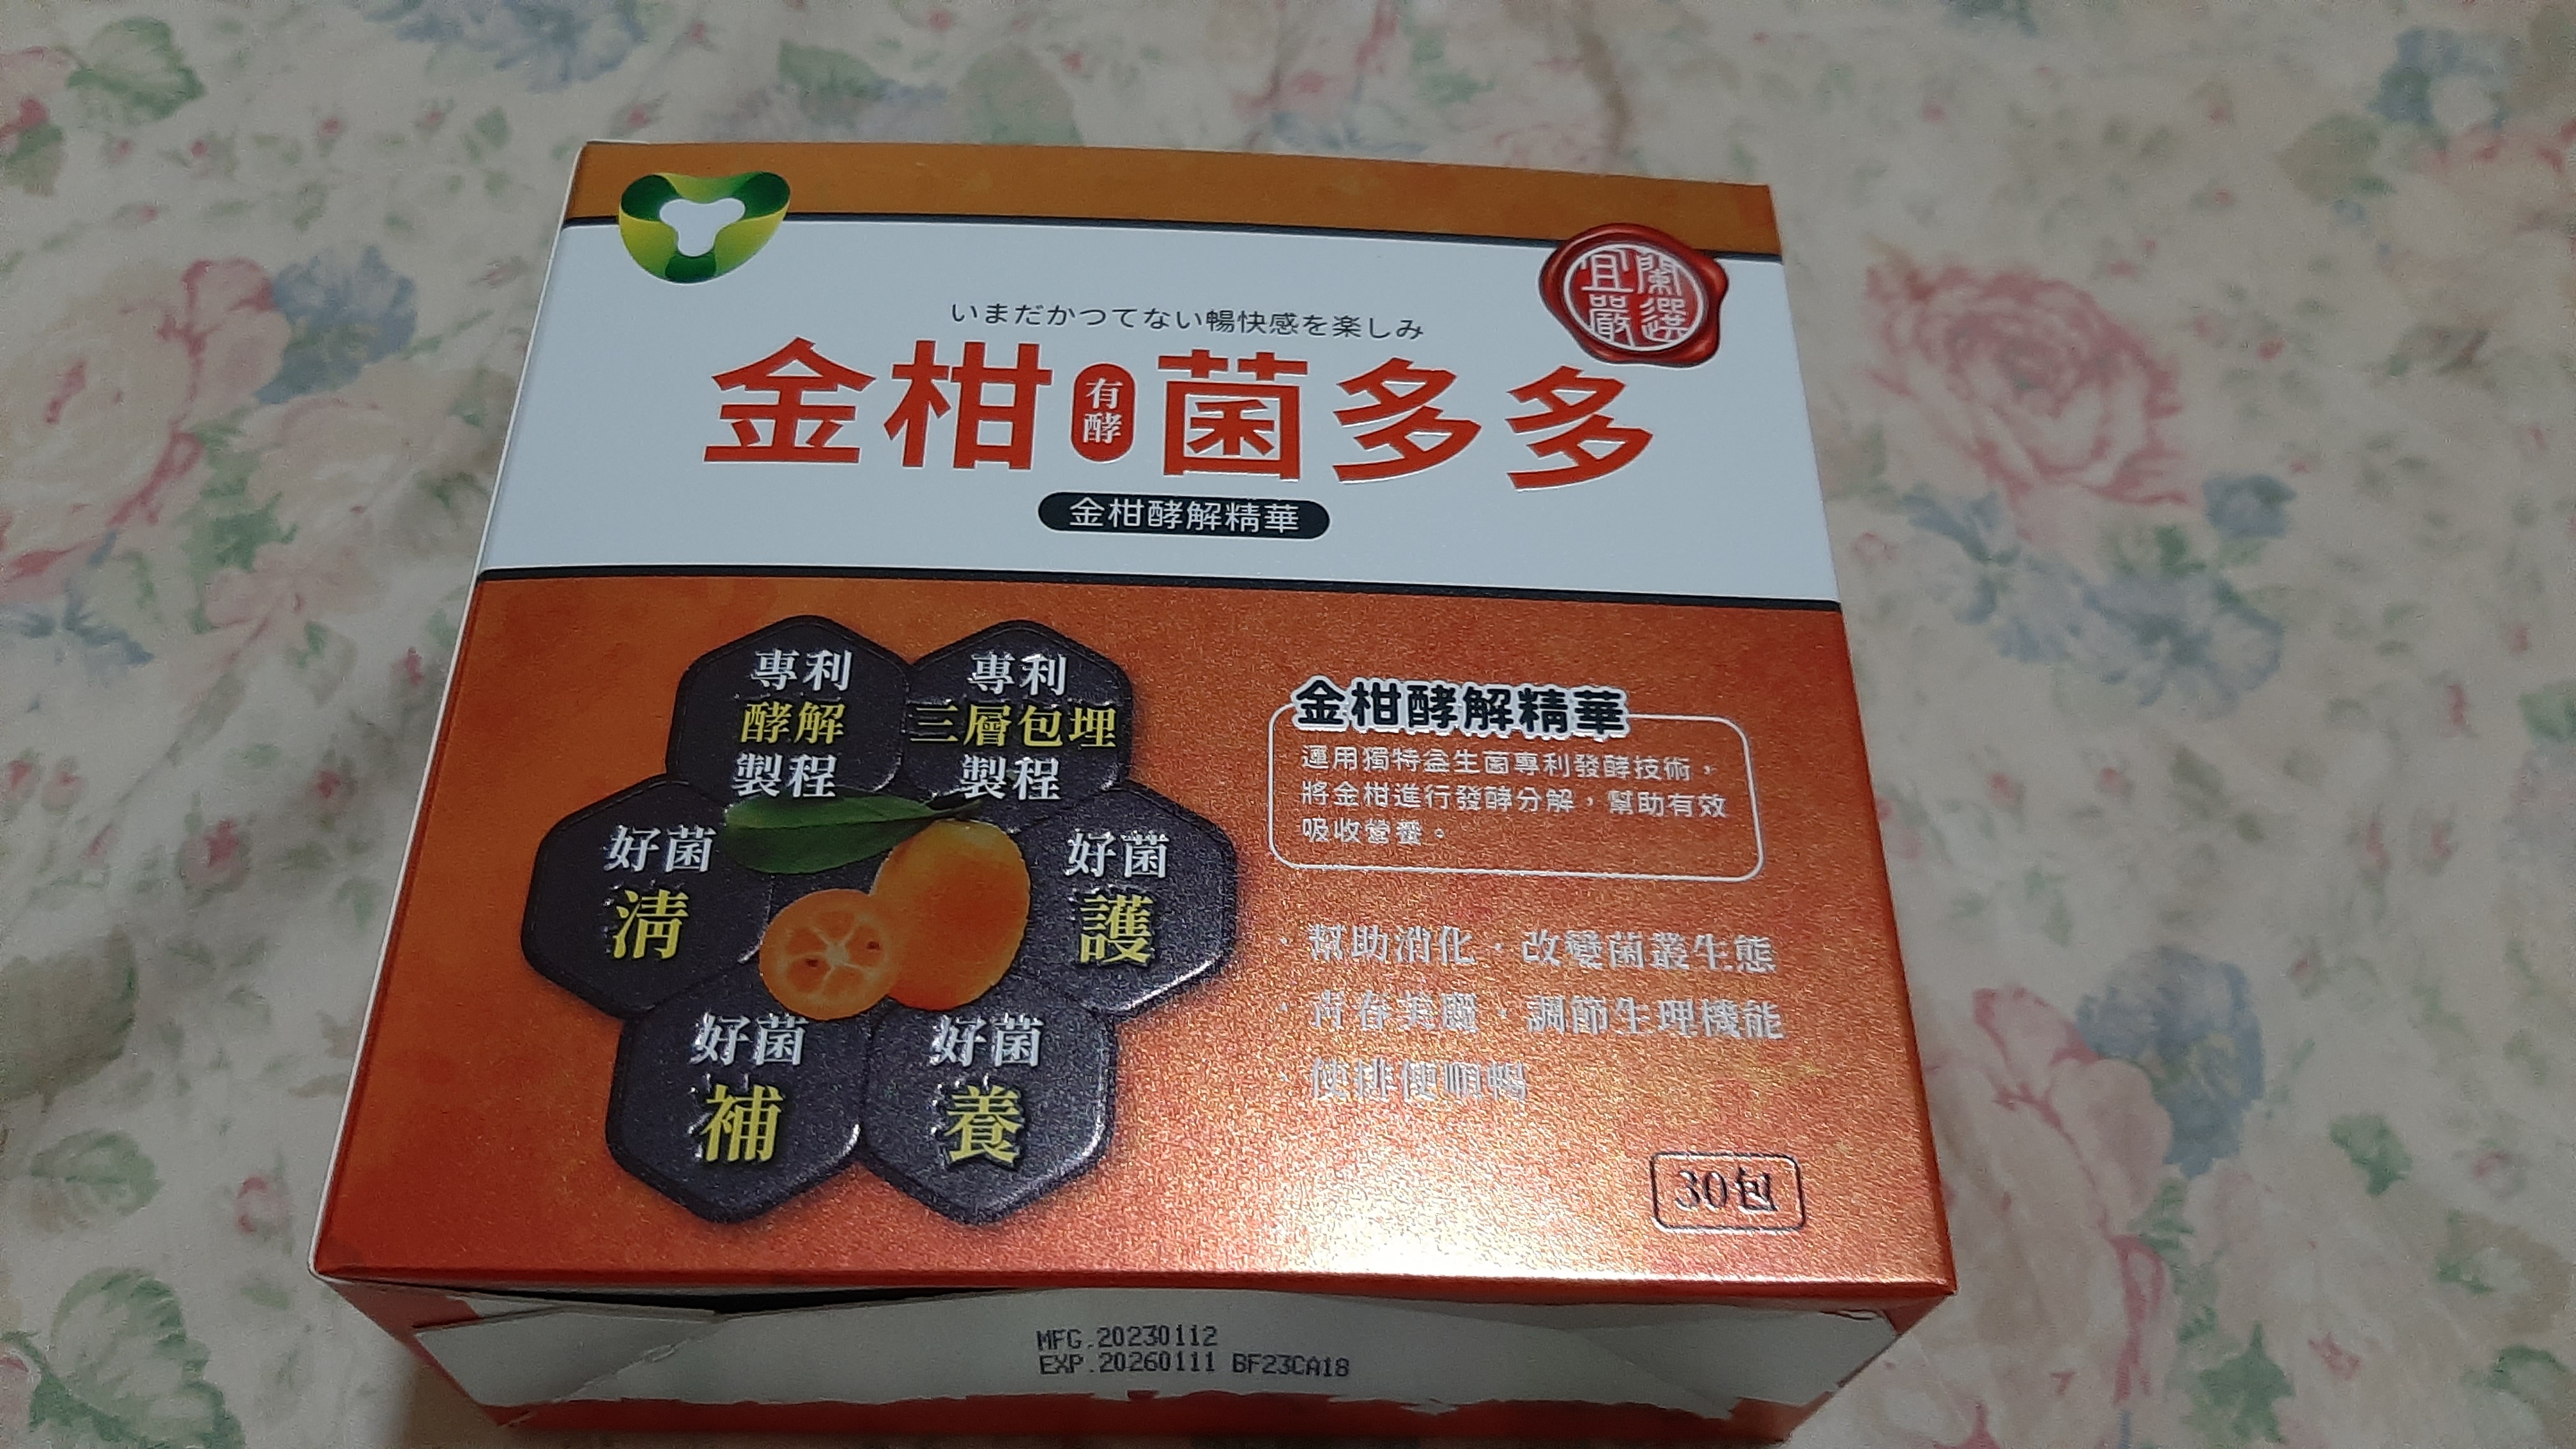 宜蘭嚴選
いまだかつてない暢快感を楽しみ
金柑有酵菌多多
金柑酵解精華
專利
酵解
製程
專利
三層包埋
製程
好菌
清
好菌
護
好菌
補
好菌
養
金柑酵解精華
運用獨特益生菌專利發酵技術，
將金柑進行發酵分解，幫助有效
吸收營養。
·幫助消化，改變菌叢生態
·青春美麗，調節生理機能
·使排便順暢
30包
MFG.20230112
EXP.20260111 BF23CA18